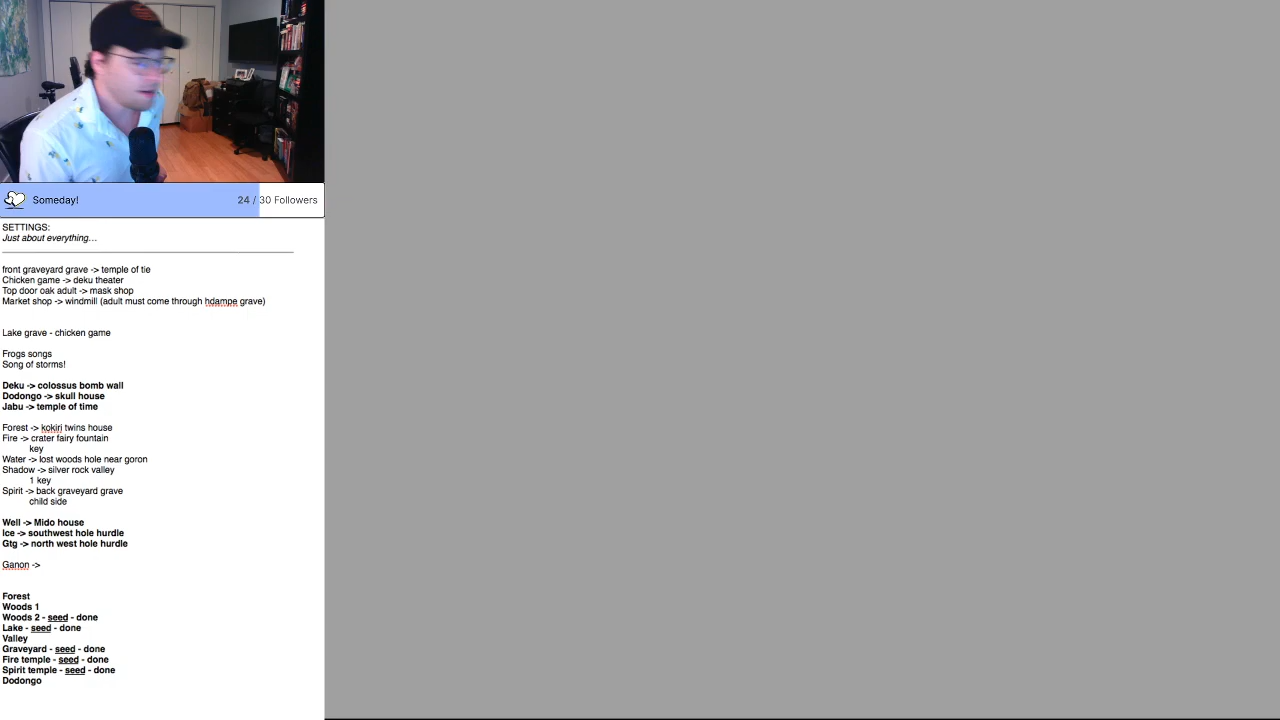 Someday!
24 / 30 Followers
SETTINGS:
Just about everything…
front graveyard grave -> temple of tie
Chicken game -> deku theater
Top door oak adult -> mask shop
Market shop -> windmill (adult must come through hdampe grave)
Lake grave - chicken game
Frogs songs
Song of storms!
Deku -> colossus bomb wall
Dodongo -> skull house
Jabu -> temple of time
Forest -> kokiri twins house
Fire -> crater fairy fountain
key
Water -> lost woods hole near goron
Shadow -> silver rock valley
1 key
Spirit -> back graveyard grave
child side
Well -> Mido house
Ice -> southwest hole hurdle
Gtg -> north west hole hurdle
Ganon ->
Forest
Woods 1
Woods 2 - seed - done
Lake - seed - done
Valley
Graveyard - seed - done
Fire temple - seed - done
Spirit temple - seed - done
Dodongo